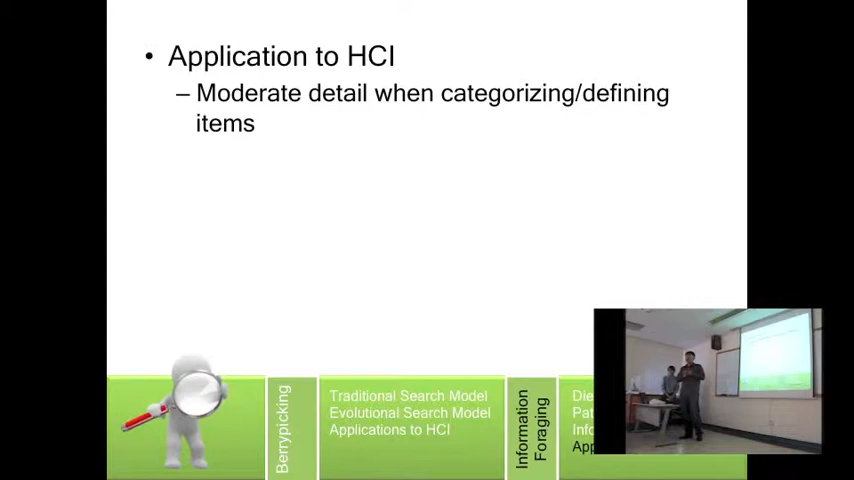 • Application to HCI
– Moderate detail when categorizing/defining
items
Berrypicking
Traditional Search Model
Evolutional Search Model
Applications to HCI
Information
Foraging